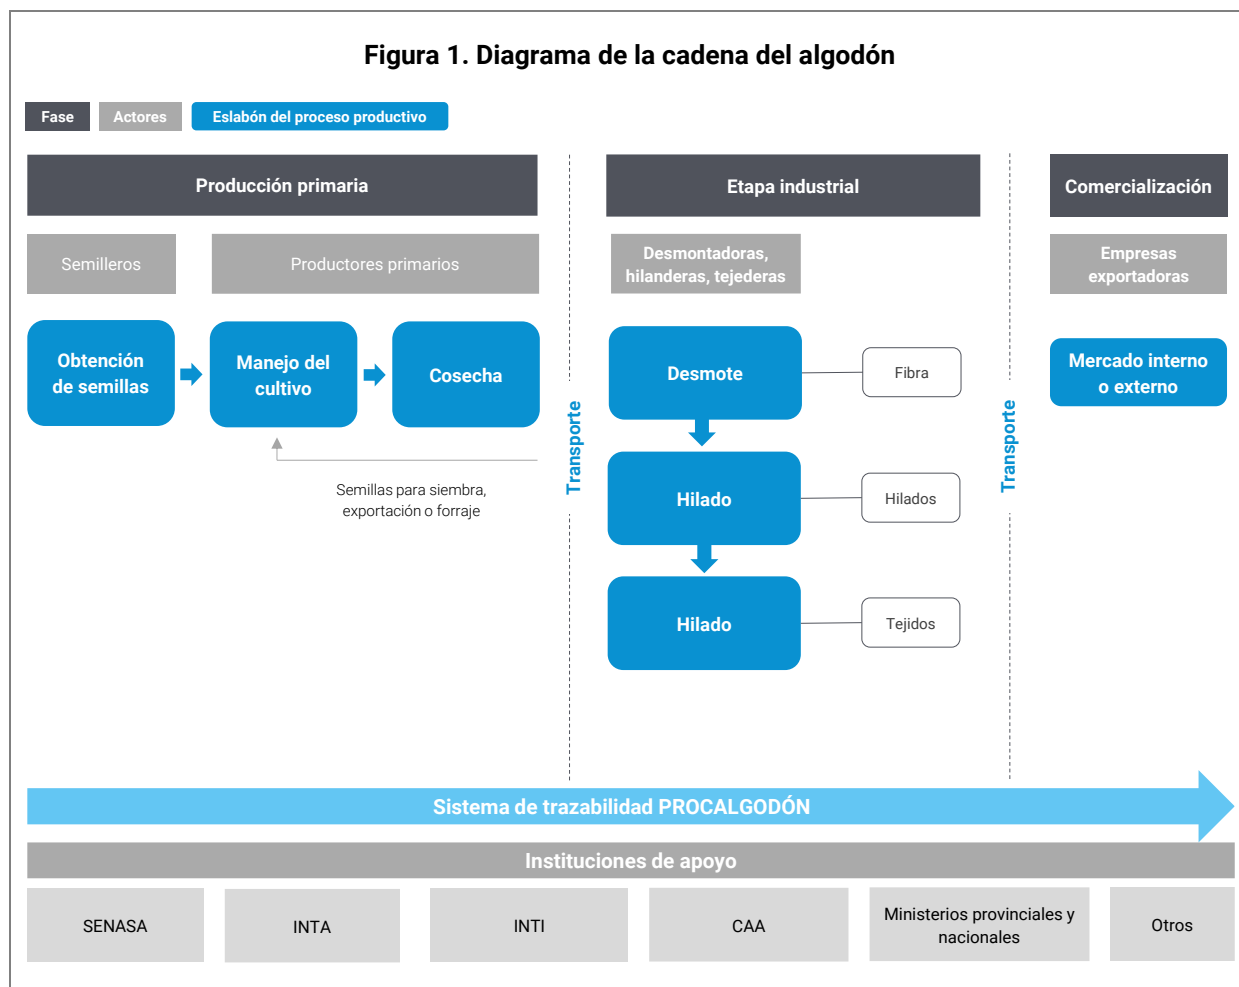 Figura 1. Diagrama de la cadena del algodón
Fase
Actores
Eslabón del proceso productivo
Producción primaria
Etapa industrial
Comercialización
Semilleros
Productores primarios
Desmontadoras,
hilanderas, tejederas
Empresas
exportadoras
Obtención
de semillas
Manejo del
cultivo
Cosecha
Semillas para siembra,
exportación o forraje
Transporte
Desmote
Fibra
Hilado
Hilados
Hilado
Tejidos
Transporte
Mercado interno
o externo
Sistema de trazabilidad PROCALGODÓN
Instituciones de apoyo
SENASA
INTA
INTI
CAA
Ministerios provinciales y
nacionales
Otros